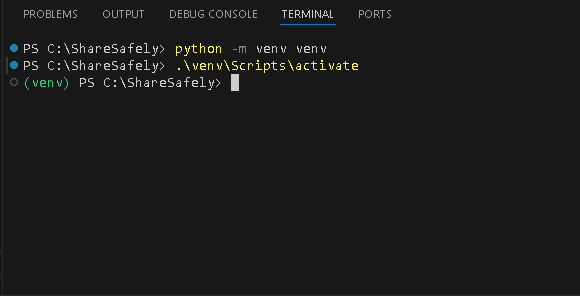 PROBLEMS OUTPUT DEBUG CONSOLE TERMINAL PORTS
PS C:\ShareSafely> python -m venv venv
PS C:\ShareSafely> .\venv\Scripts\activate
(venv) PS C:\ShareSafely>